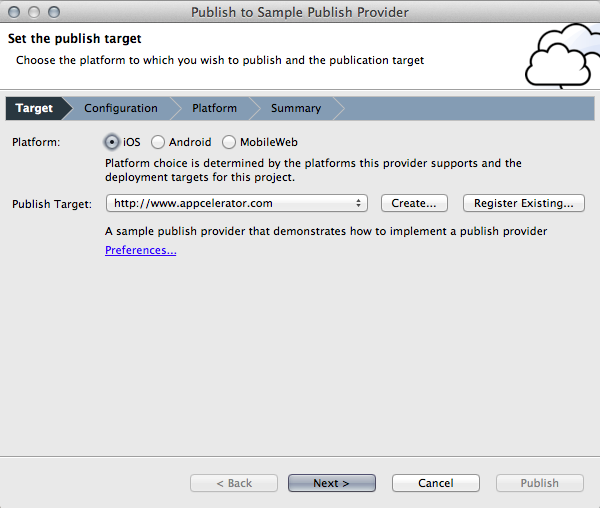 Publish to Sample Publish Provider
Set the publish target
Choose the platform to which you wish to publish and the publication target
Target Configuration Platform Summary
Platform: iOS Android MobileWeb
Platform choice is determined by the platforms this provider supports and the
deployment targets for this project.
Publish Target: http://www.appcelerator.com Create... Register Existing...
A sample publish provider that demonstrates how to implement a publish provider
Preferences...
< Back Next > Cancel Publish